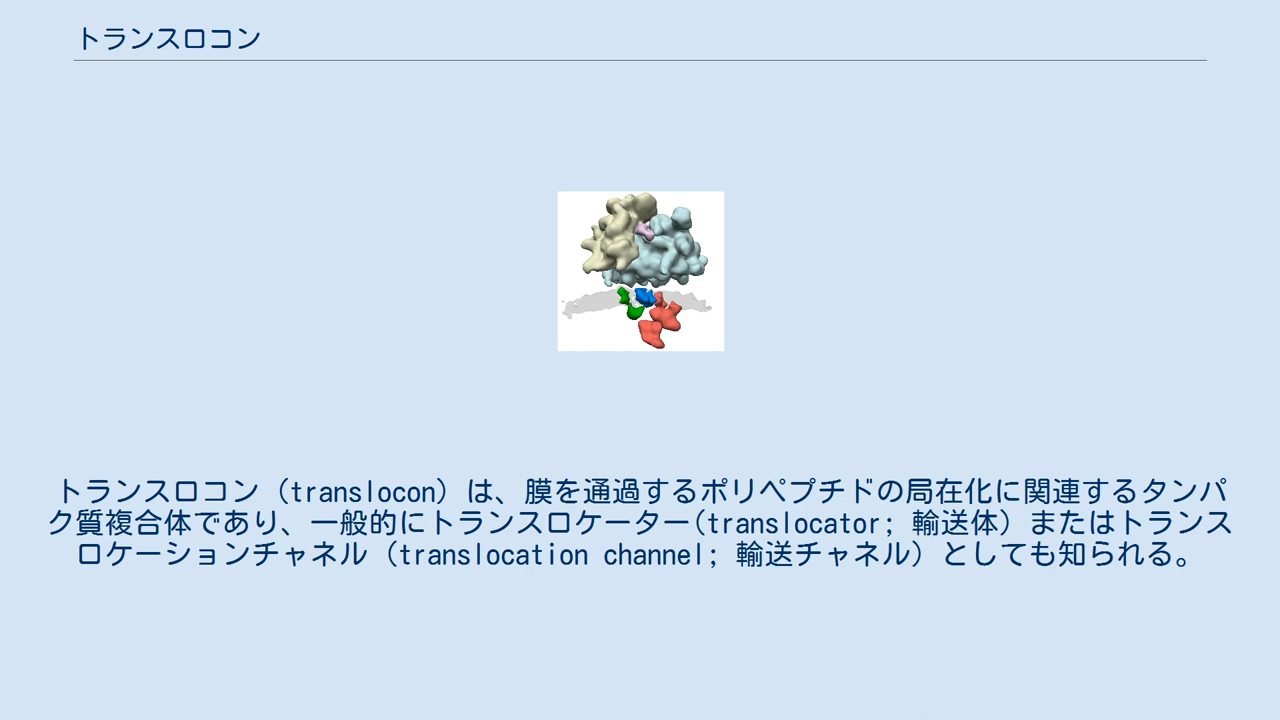 トランスロコン
トランスロコン（translocon）は、膜を通過するポリペプチドの局在化に関連するタンパ
ク質複合体であり、一般的にトランスロケーター(translocator; 輸送体）またはトランス
ロケーションチャネル（translocation channel; 輸送チャネル）としても知られる。